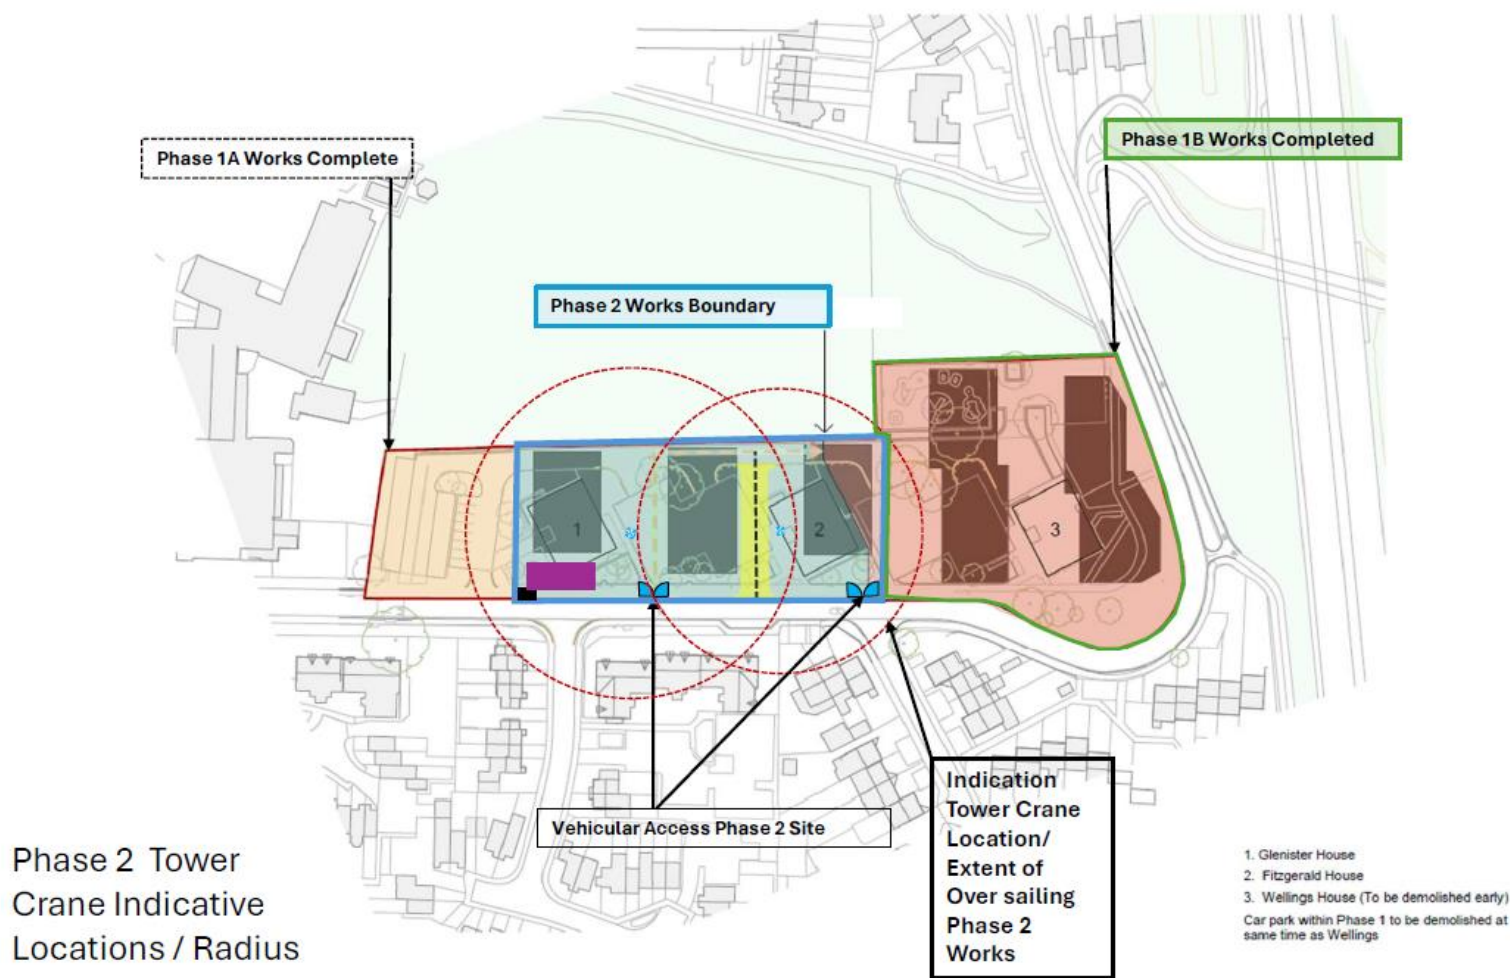 Phase 1A Works Complete
Phase 1B Works Completed
Phase 2 Works Boundary
1
2
3
Vehicular Access Phase 2 Site
Indication
Tower Crane
Location/
Extent of
Over sailing
Phase 2
Works
Phase 2 Tower
Crane Indicative
Locations / Radius
1. Glenister House
2. Fitzgerald House
3. Wellings House (To be demolished early)
Car park within Phase 1 to be demolished at
same time as Wellings